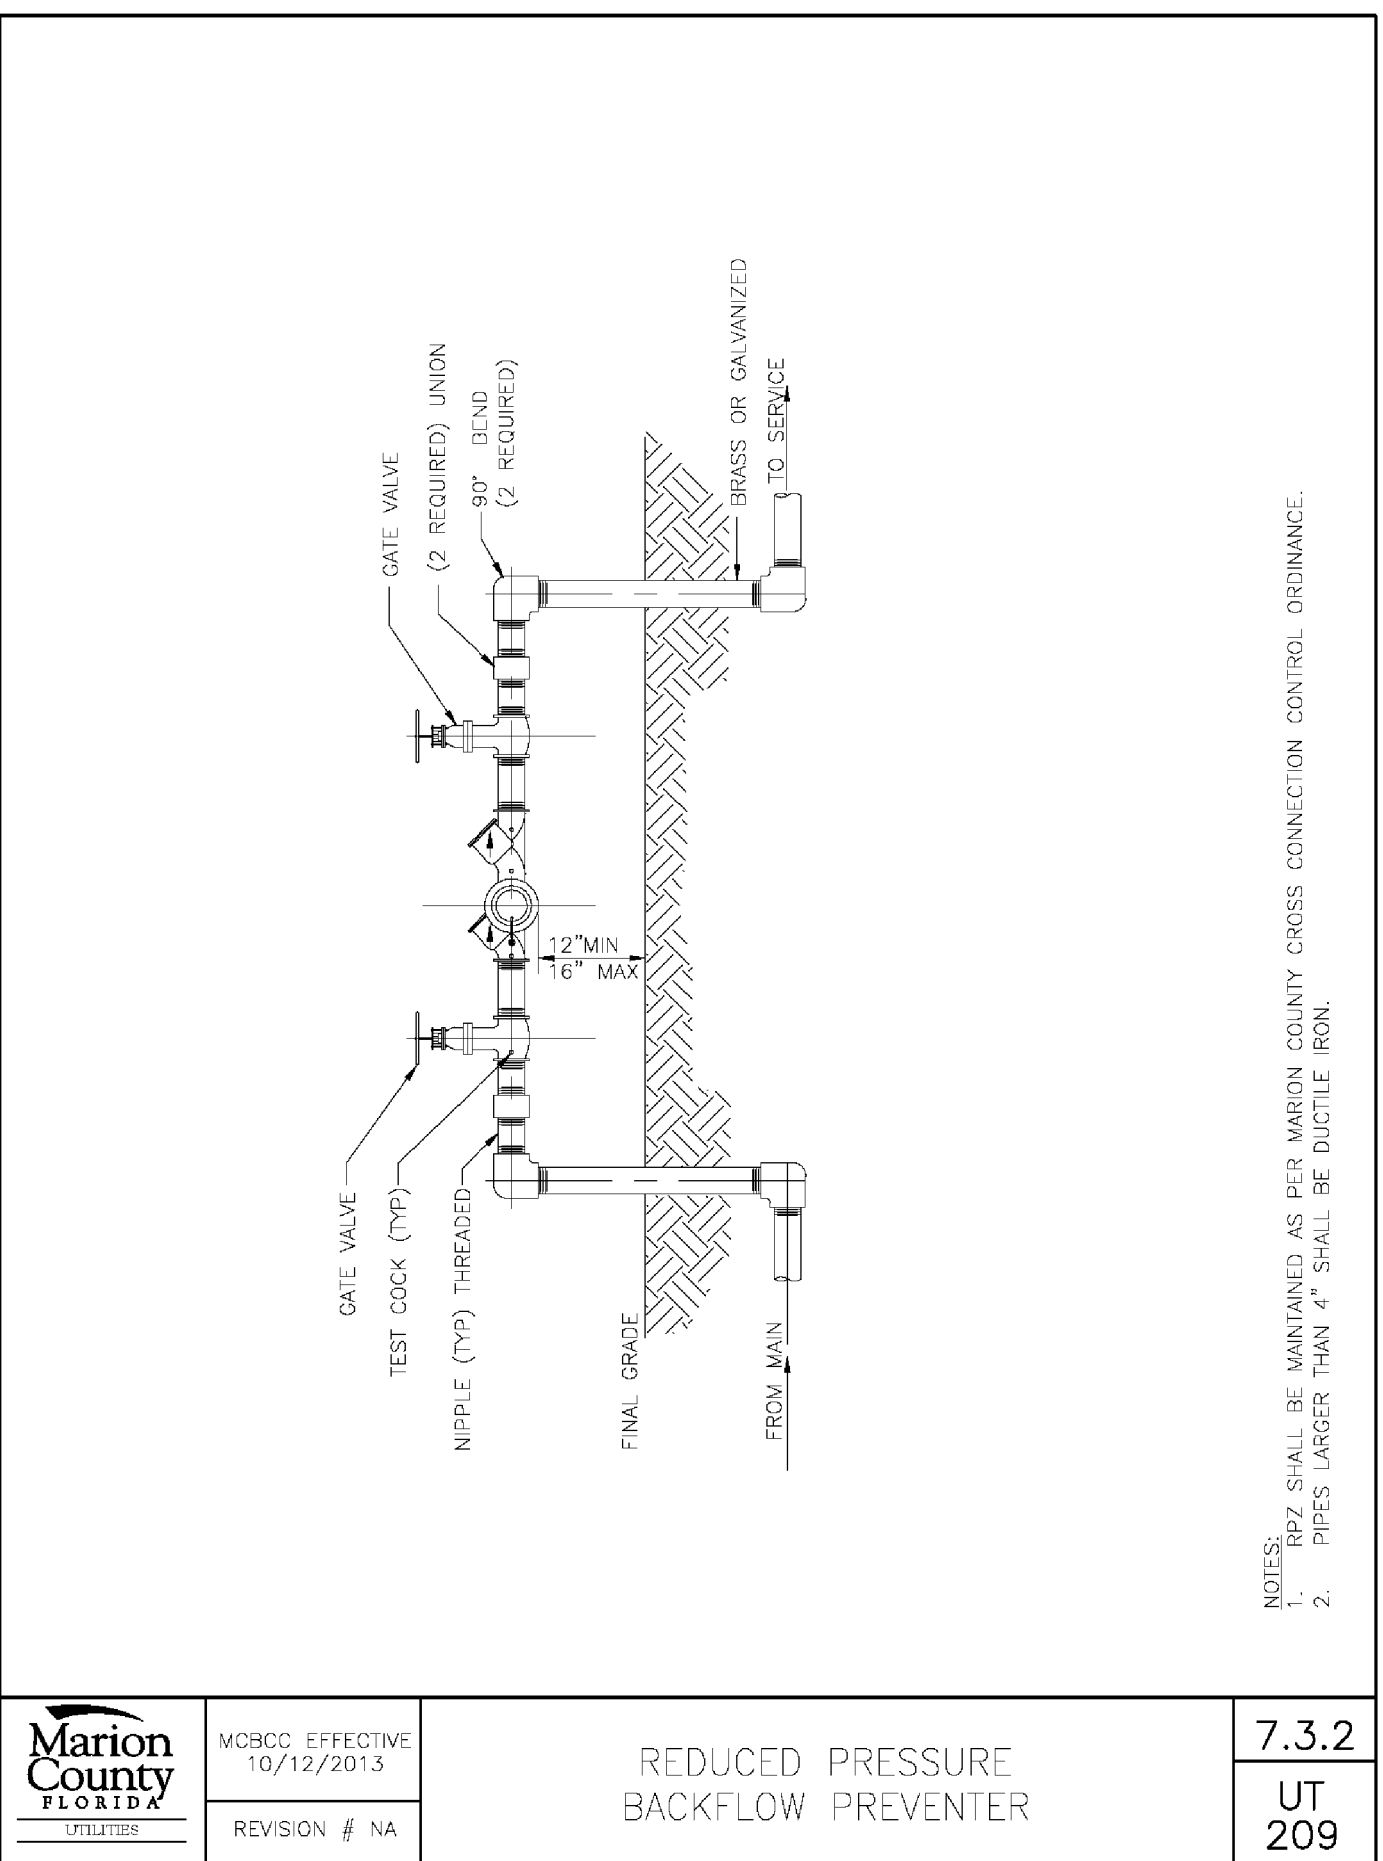 GATE VALVE
TEST COCK (TYP)
NIPPLE (TYP) THREADED
GATE VALVE
(2 REQUIRED) UNION
90° BEND
(2 REQUIRED)
12"MIN
16" MAX
FINAL GRADE
BRASS OR GALVANIZED
FROM MAIN
TO SERVICE
NOTES:
1. RPZ SHALL BE MAINTAINED AS PER MARION COUNTY CROSS CONNECTION CONTROL ORDINANCE.
2. PIPES LARGER THAN 4" SHALL BE DUCTILE IRON.
Marion
County
FLORIDA
UTILITIES
MCBCC EFFECTIVE
10/12/2013
REVISION # NA
REDUCED PRESSURE
BACKFLOW PREVENTER
7.3.2
UT
209